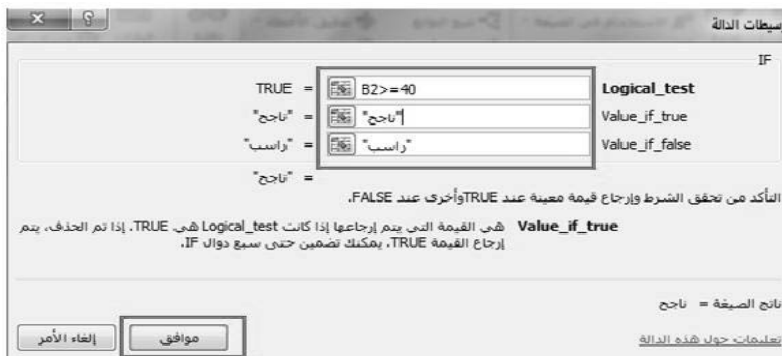 وسيطات الدالة
IF
Logical_test B2>=40 = TRUE
Value_if_true "ناجح" = "ناجح"
Value_if_false "راسب" = "راسب"
= "ناجح"
التأكد من تحقق الشرط وإرجاع قيمة معينة عند TRUE وأخرى عند FALSE.
Value_if_true هي القيمة التي يتم إرجاعها إذا كانت Logical_test هي TRUE. إذا تم الحذف، يتم
إرجاع القيمة TRUE. يمكنك تضمين حتى سبع دوال IF.
ناتج الصيغة = ناجح
تعليمات حول هذه الدالة
موافق
إلغاء الأمر